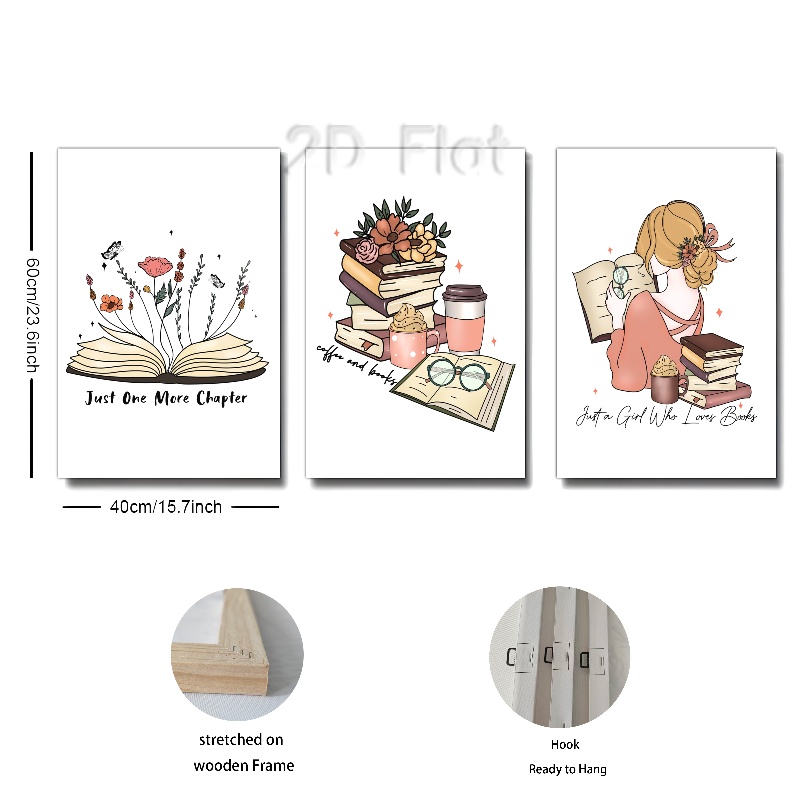 2D Flat
60cm/23.6inch
Just One More Chapter
coffee and books
Just a Girl Who Loves Books
40cm/15.7inch
stretched on
wooden Frame
Hook
Ready to Hang